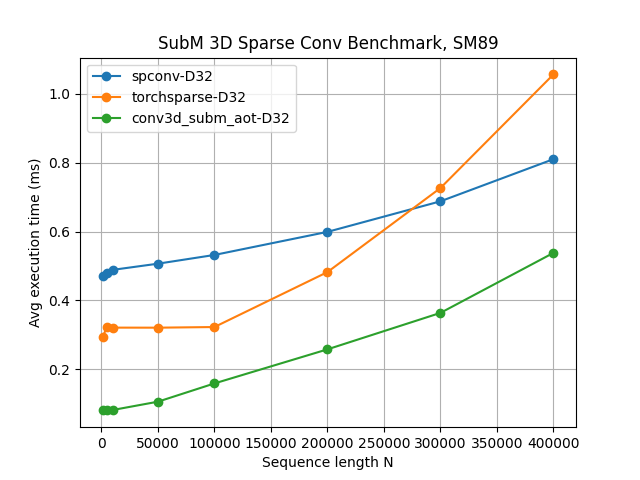 SubM 3D Sparse Conv Benchmark, SM89
spconv-D32
torchsparse-D32
conv3d_subm_aot-D32
Avg execution time (ms)
1.0
0.8
0.6
0.4
0.2
0 50000 100000 150000 200000 250000 300000 350000 400000
Sequence length N